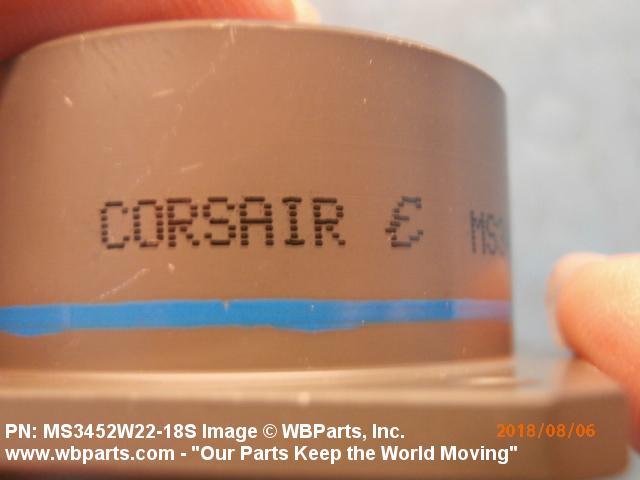 CORSAIR Є MS3
PN: MS3452W22-18S Image © WBParts, Inc.
2018/08/06
www.wbparts.com - "Our Parts Keep the World Moving"